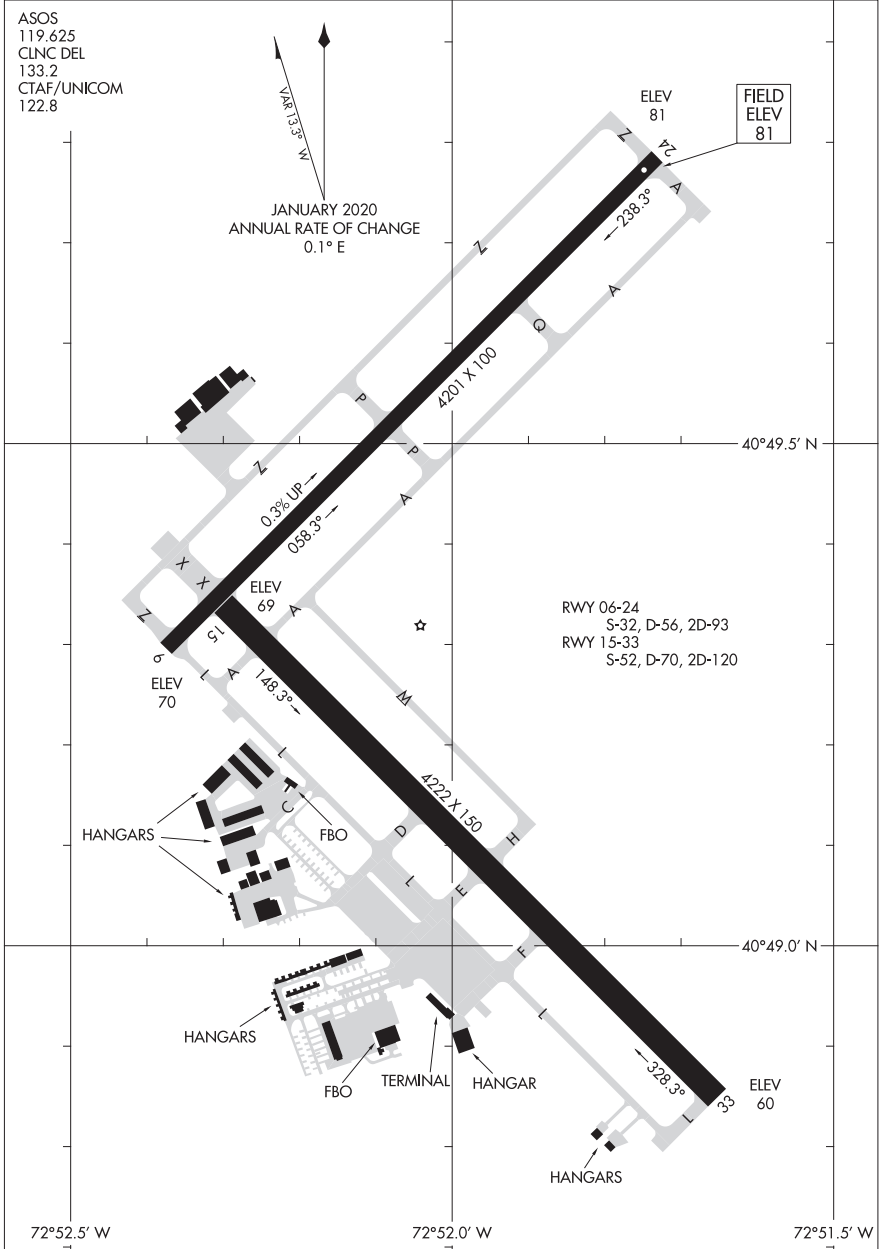 ASOS
119.625
CLNC DEL
133.2
CTAF/UNICOM
122.8
VAR 13.3° W
JANUARY 2020
ANNUAL RATE OF CHANGE
0.1° E
ELEV
81
FIELD
ELEV
81
Z
24
A
238.3°
Z
A
Q
4201 X 100
P
P
40°49.5' N
Z
A
0.3% UP
058.3°
X
X
ELEV
69
A
Z
15
RWY 06-24
S-32, D-56, 2D-93
RWY 15-33
S-52, D-70, 2D-120
6
ELEV
70
L
A
148.3°
W
L
4222 X 150
C
HANGARS
FBO
D
H
L
E
40°49.0' N
F
L
HANGARS
FBO
TERMINAL
HANGAR
328.3°
ELEV
60
33
L
HANGARS
72°52.5' W
72°52.0' W
71°51.5' W